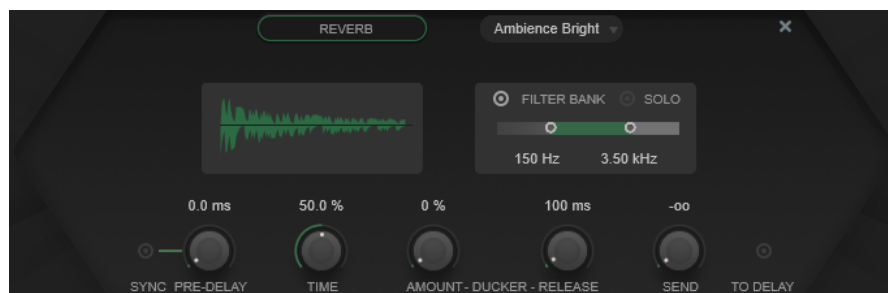 REVERB
Ambience Bright
×
FILTER BANK
SOLO
150 Hz
3.50 kHz
0.0 ms
50.0 %
0 %
100 ms
-oo
SYNC PRE-DELAY
TIME
AMOUNT - DUCKER - RELEASE
SEND
TO DELAY